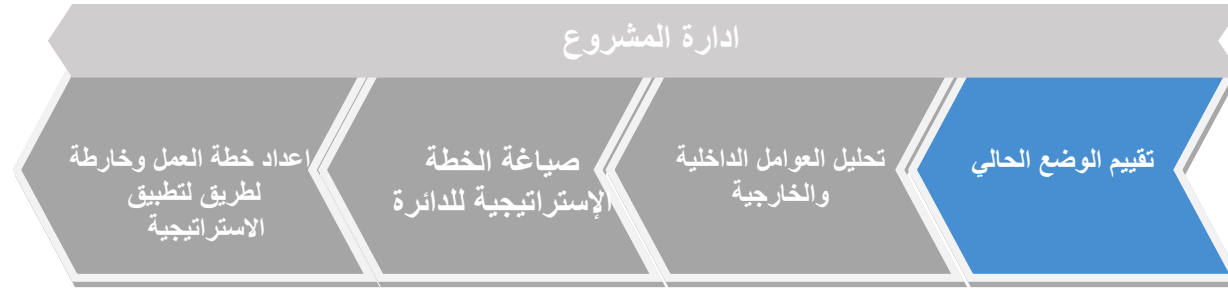 ادارة المشروع
تقييم الوضع الحالي
تحليل العوامل الداخلية
والخارجية
صياغة الخطة
الإستراتيجية للدائرة
اعداد خطة العمل وخارطة
لطريق لتطبيق
الاستراتيجية